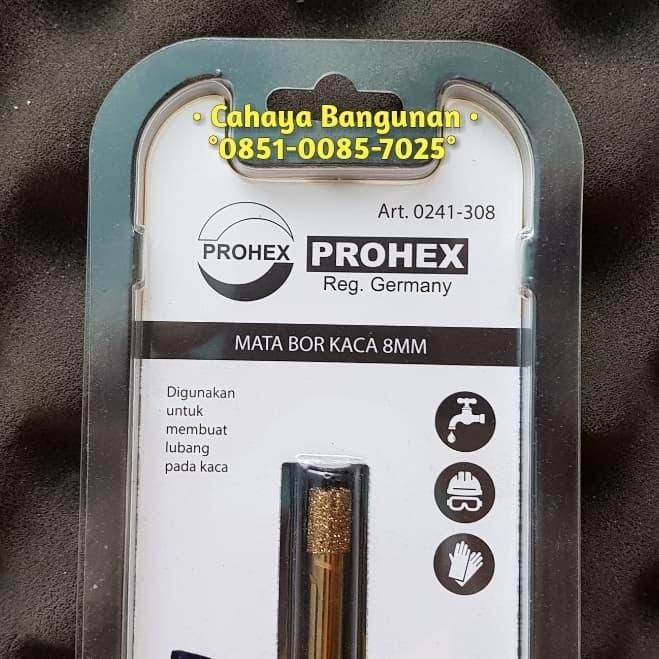 • Cahaya Bangunan •
°0851-0085-7025°
Art. 0241-308
PROHEX
PROHEX
Reg. Germany
MATA BOR KACA 8MM
Digunakan
untuk
membuat
lubang
pada kaca